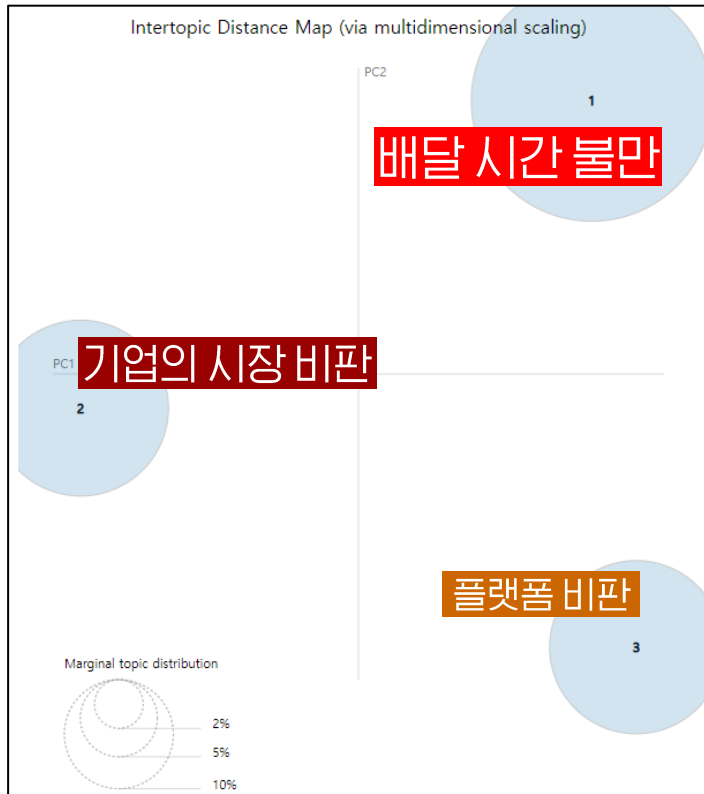 Intertopic Distance Map (via multidimensional scaling)
PC2
1
배달 시간 불만
PC1
기업의 시장 비판
2
플랫폼 비판
3
Marginal topic distribution
2%
5%
10%